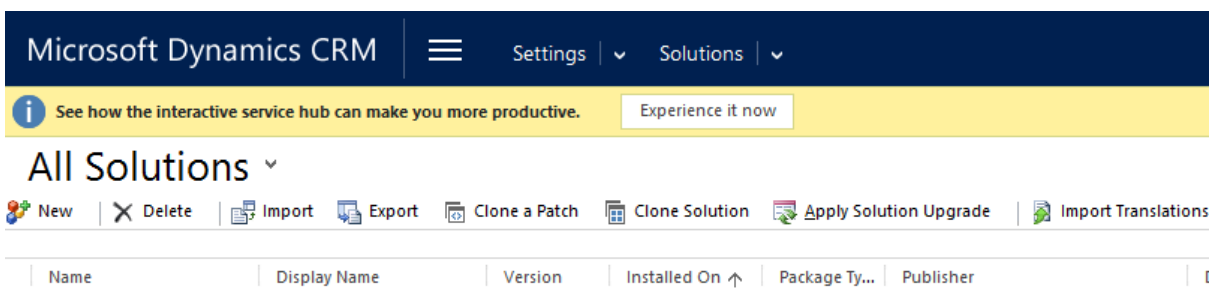 Microsoft Dynamics CRM Settings Solutions
See how the interactive service hub can make you more productive. Experience it now
All Solutions
New Delete Import Export Clone a Patch Clone Solution Apply Solution Upgrade Import Translations
Name Display Name Version Installed On Package Ty... Publisher